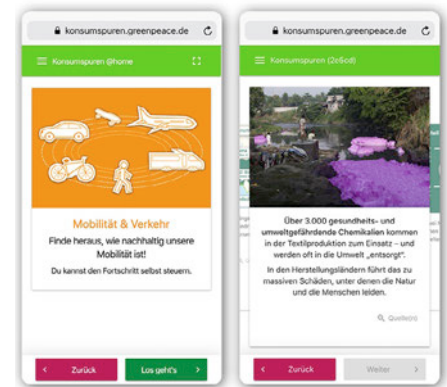 konsumspuren.greenpeace.de
Konsumspuren @home
Mobilität & Verkehr
Finde heraus, wie nachhaltig unsere
Mobilität ist!
Du kannst den Fortschritt selbst steuern.
Zurück
Los geht's
konsumspuren.greenpeace.de
Konsumspuren (2e6cd)
Über 3.000 gesundheits- und
umweltgefährdende Chemikalien kommen
in der Textilproduktion zum Einsatz – und
werden oft in die Umwelt „entsorgt“.
In den Herstellungsländern führt das zu
massiven Schäden, unter denen die Natur
und die Menschen leiden.
Quelle(n)
Zurück
Weiter